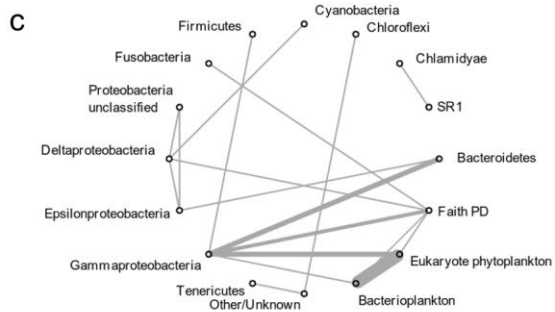 C
Cyanobacteria
Firmicutes
Chloroflexi
Fusobacteria
Chlamidyae
Proteobacteria
unclassified
SR1
Deltaproteobacteria
Bacteroidetes
Epsilonproteobacteria
Faith PD
Gammaproteobacteria
Eukaryote phytoplankton
Tenericutes
Other/Unknown
Bacterioplankton